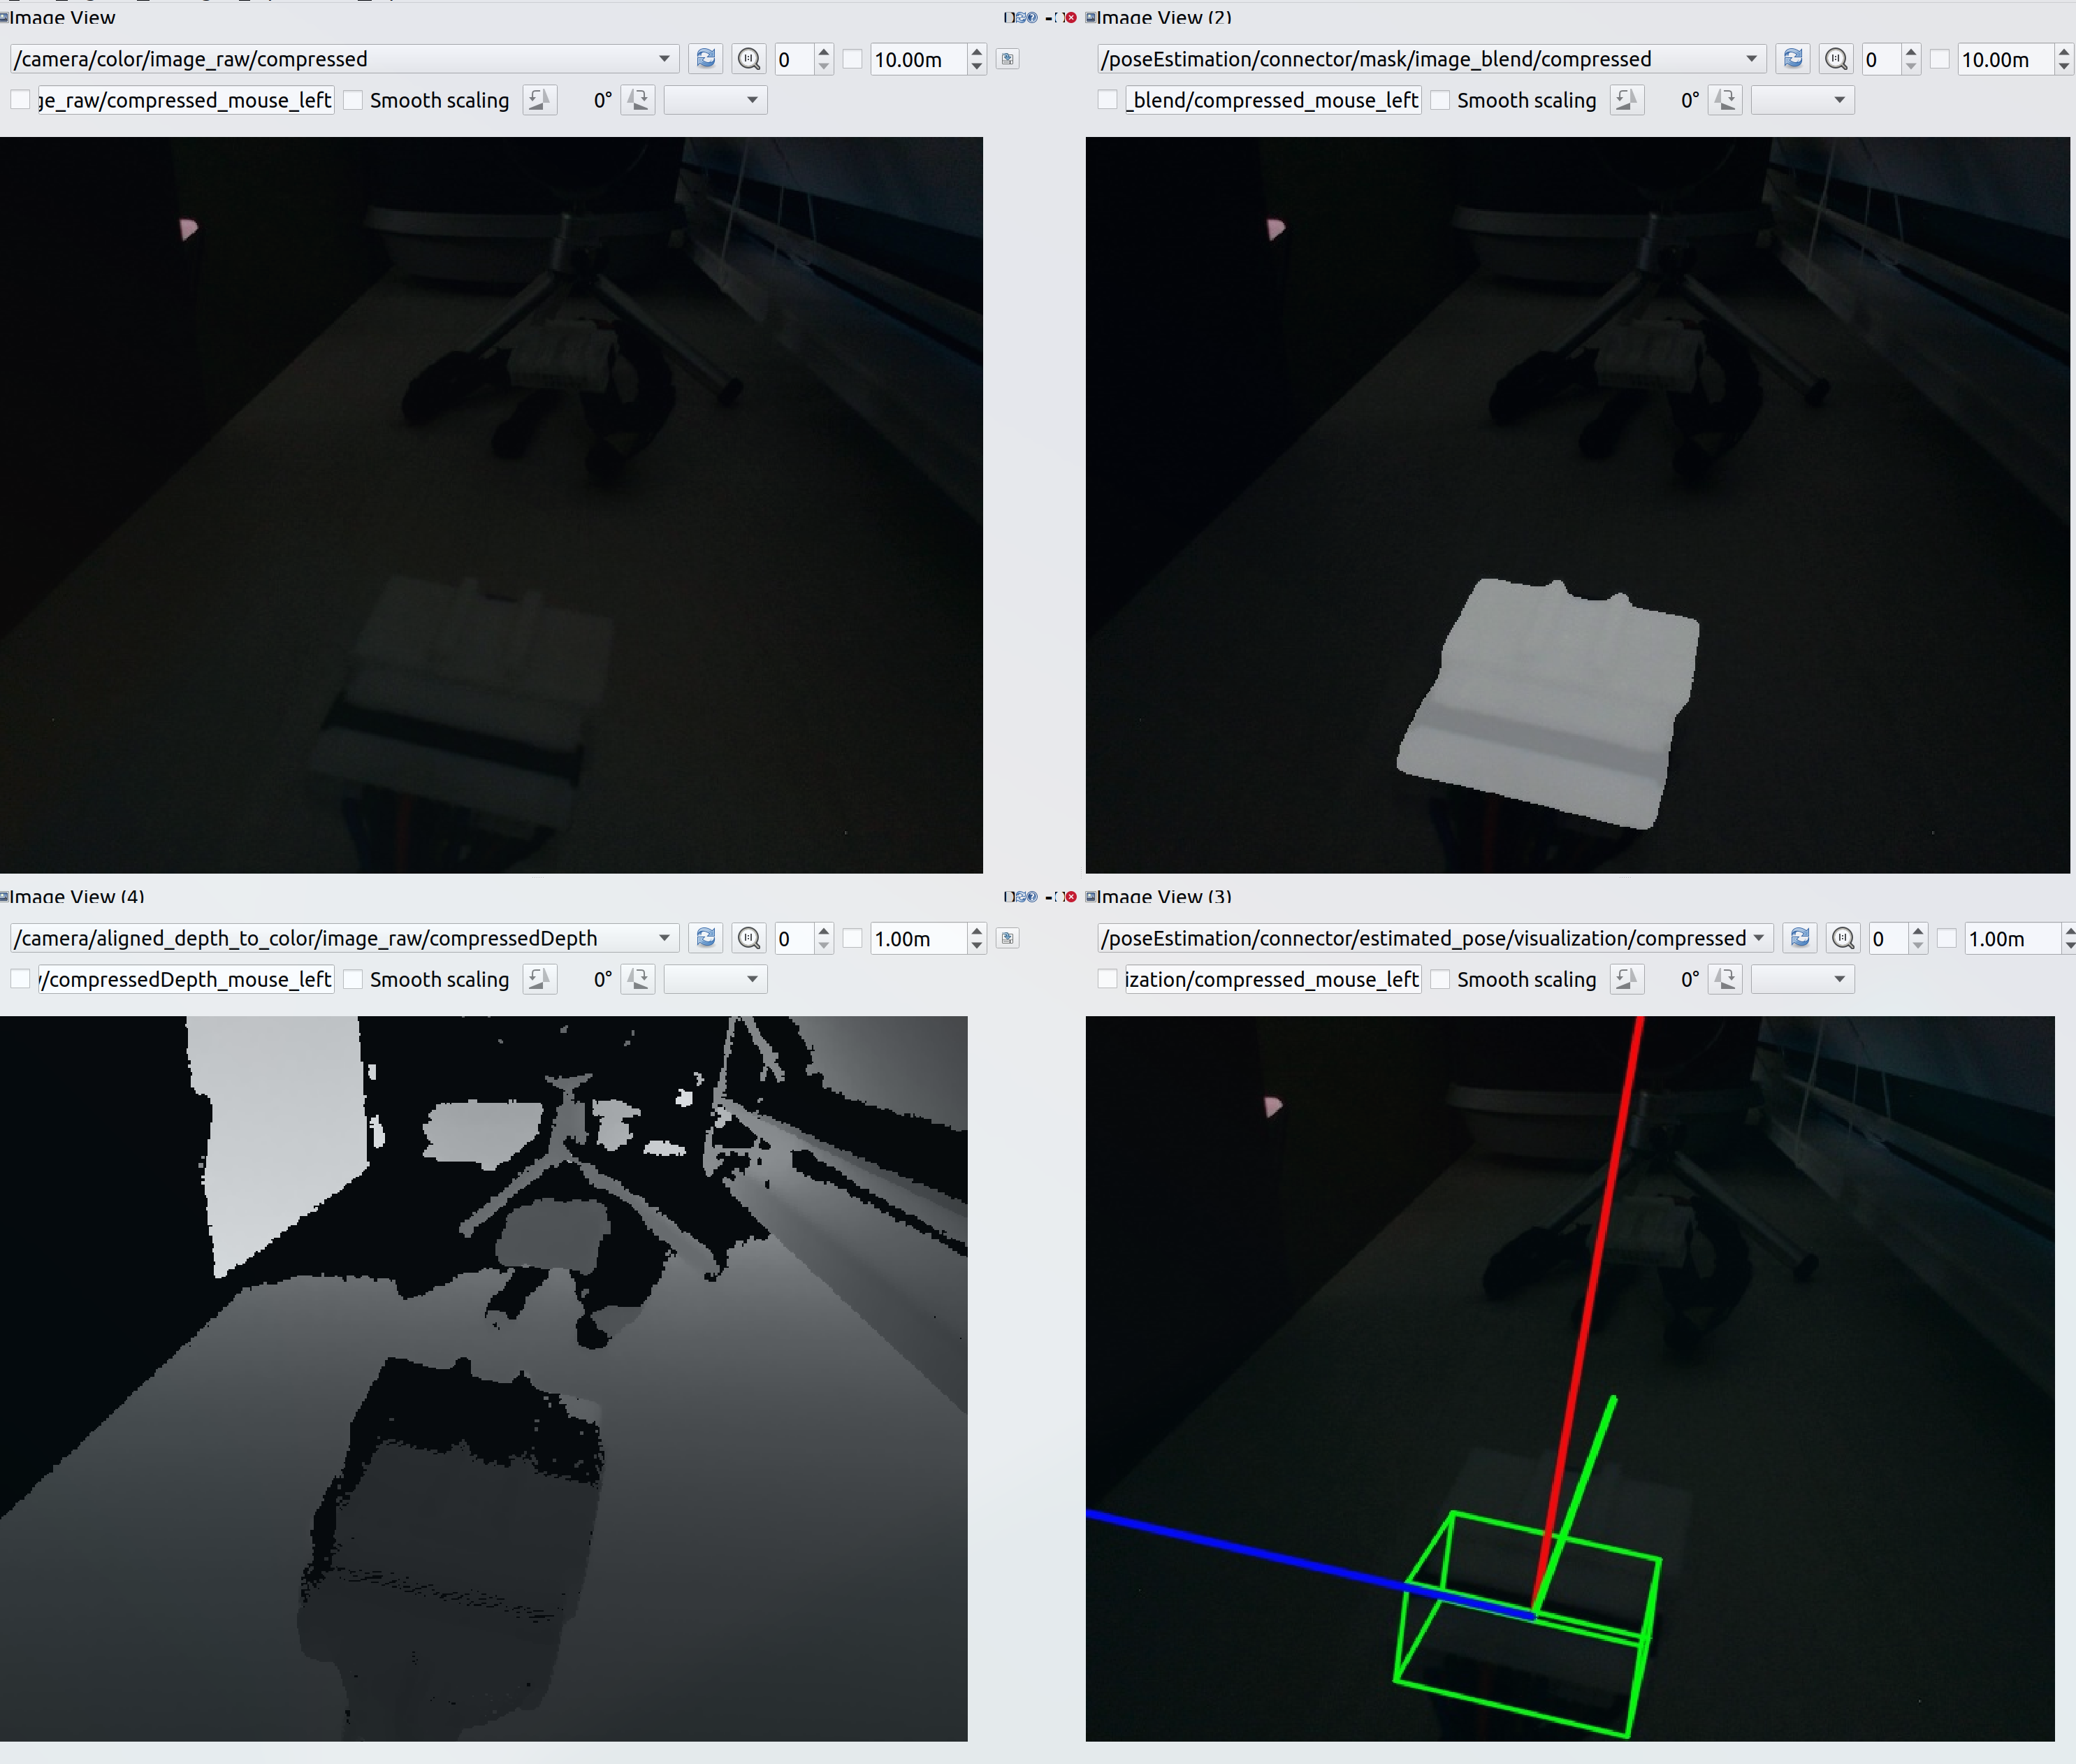 Image View
/camera/color/image_raw/compressed
0
10.00m
ge_raw/compressed_mouse_left
Smooth scaling
0°
Image View (2)
/poseEstimation/connector/mask/image_blend/compressed
0
10.00m
_blend/compressed_mouse_left
Smooth scaling
0°
Image View (4)
/camera/aligned_depth_to_color/image_raw/compressedDepth
0
1.00m
/compressedDepth_mouse_left
Smooth scaling
0°
Image View (3)
/poseEstimation/connector/estimated_pose/visualization/compressed
0
1.00m
ization/compressed_mouse_left
Smooth scaling
0°